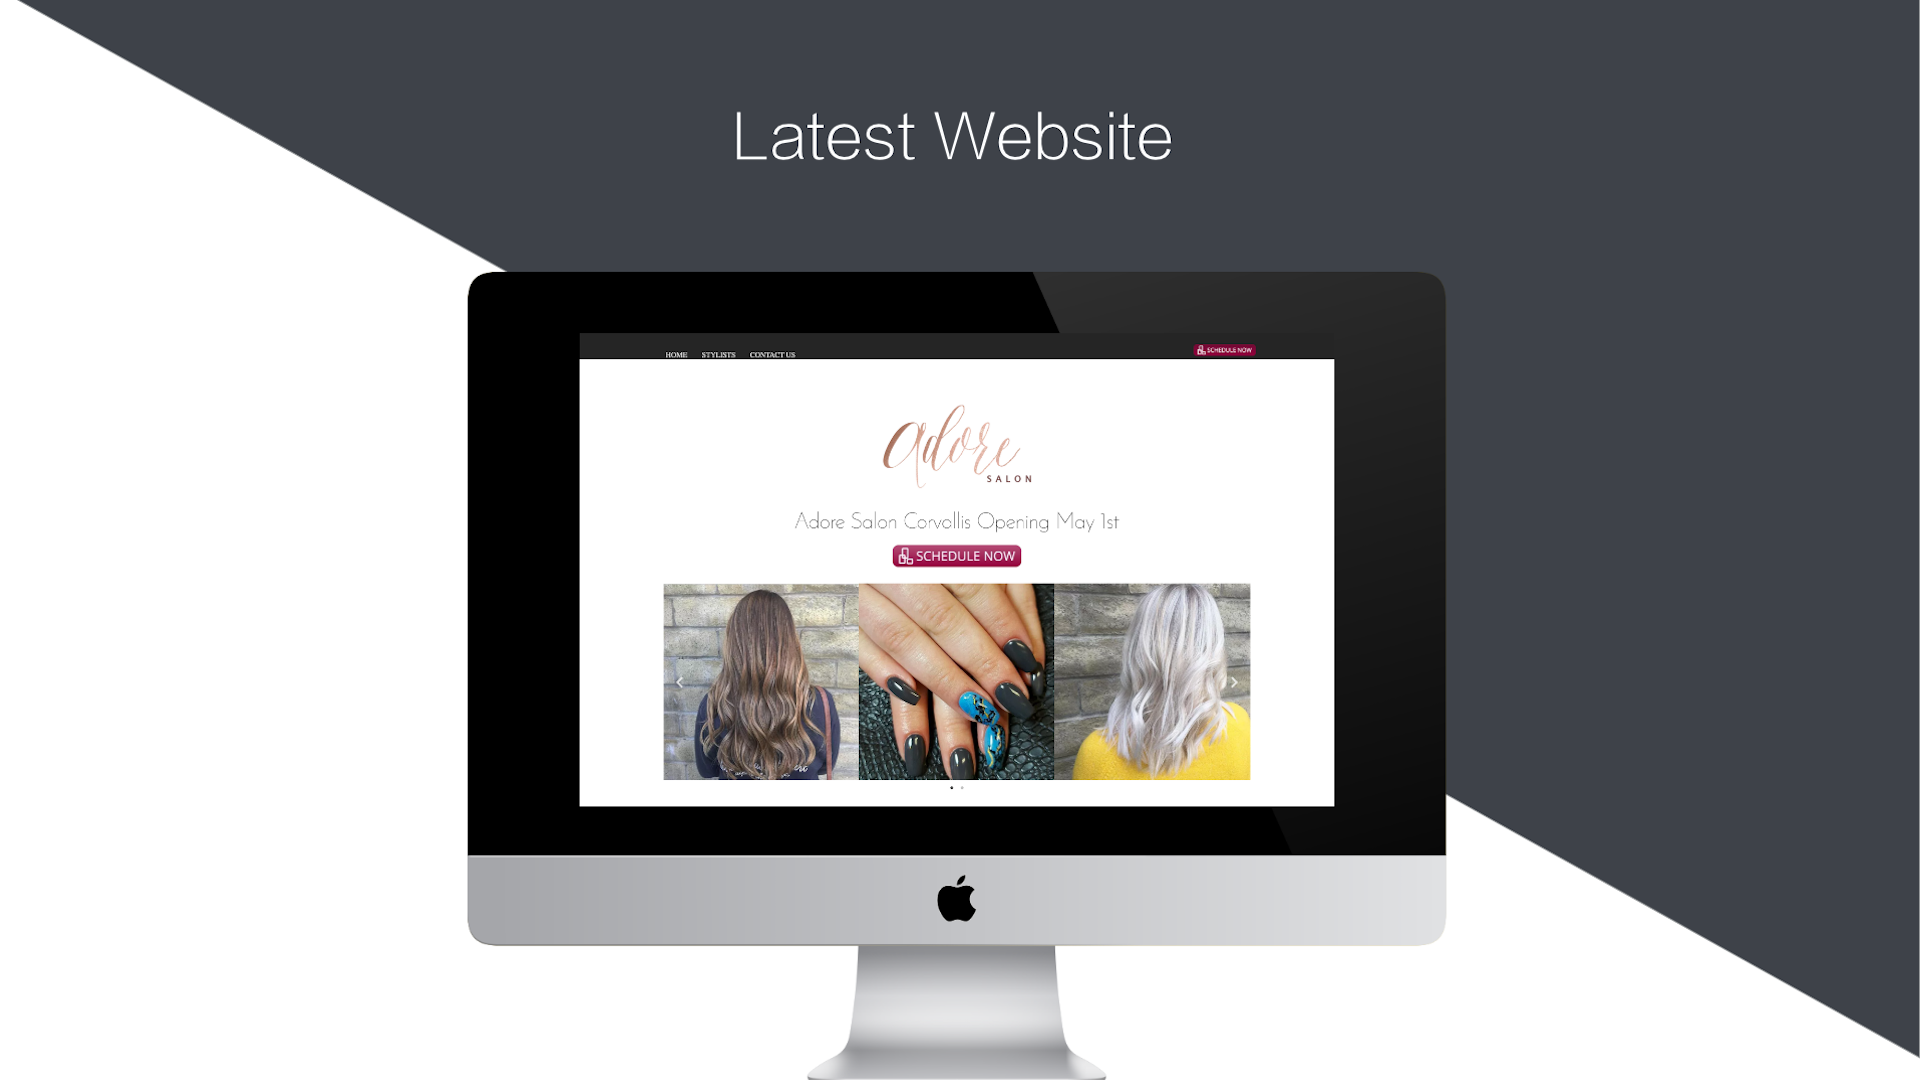 Latest Website
HOME STYLISTS CONTACT US
SCHEDULE NOW
adore
SALON
Adore Salon Corvallis Opening May 1st
SCHEDULE NOW